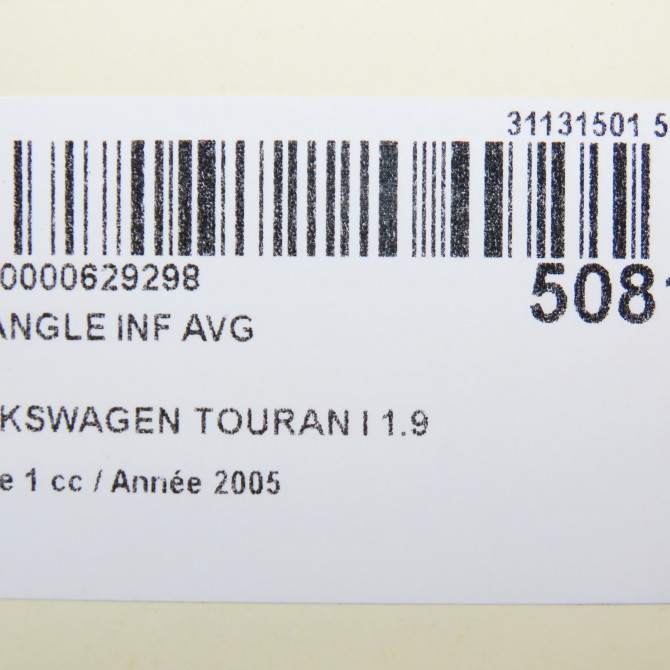 31131501 5
0000629298
508
ANGLE INF AVG
KSWAGEN TOURAN I 1.9
e 1 cc / Année 2005